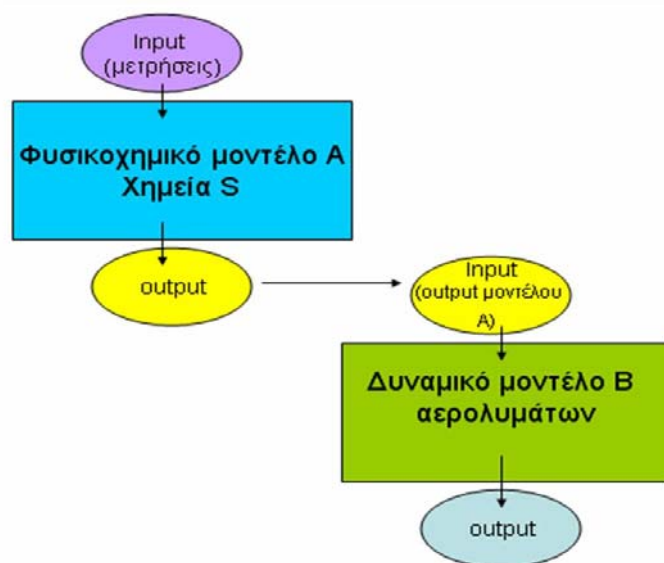 Input
(μετρήσεις)
Φυσικοχημικό μοντέλο Α
Χημεία S
output
Input
(output μοντέλου
Α)
Δυναμικό μοντέλο Β
αερολυμάτων
output